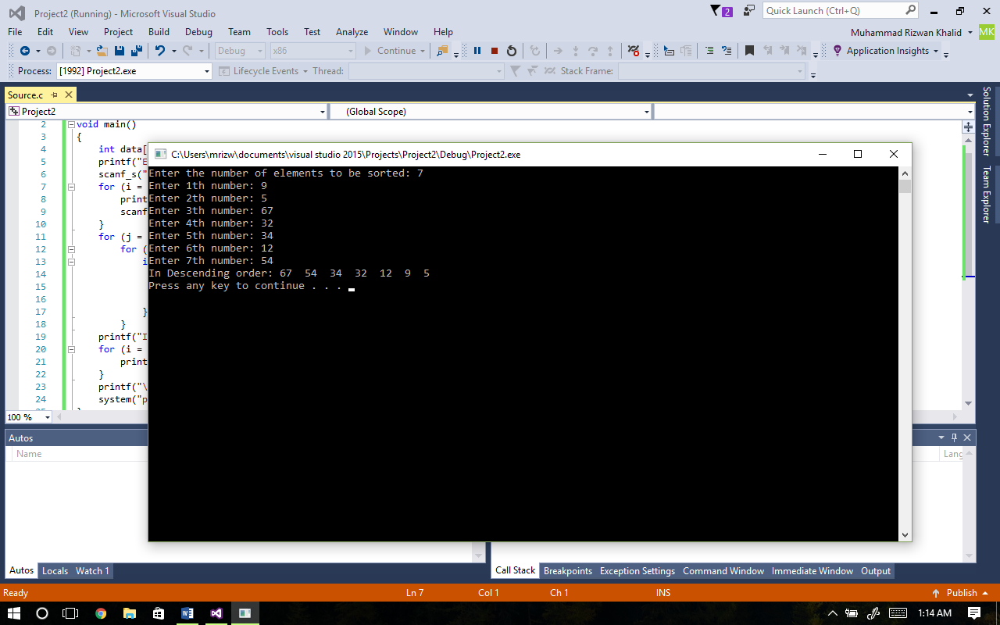 Project2 (Running) - Microsoft Visual Studio
2
Quick Launch (Ctrl+Q)
File Edit View Project Build Debug Team Tools Test Analyze Window Help
Muhammad Rizwan Khalid MK
Debug x86 Continue Application Insights
Process: [1992] Project2.exe Lifecycle Events Thread: Stack Frame:
Source.c
Project2 (Global Scope)
2 void main()
3 {
4 int data[
5 printf("E
6 scanf_s("
7 for (i =
8 print
9 scanf
10 }
11 for (j =
12 for (
13 i
14
15
16
17 }
18 }
19 printf("I
20 for (i =
21 print
22 }
23 printf("\
24 system("p
100 %
C:\Users\mrizw\documents\visual studio 2015\Projects\Project2\Debug\Project2.exe
Enter the number of elements to be sorted: 7
Enter 1th number: 9
Enter 2th number: 5
Enter 3th number: 67
Enter 4th number: 32
Enter 5th number: 34
Enter 6th number: 12
Enter 7th number: 54
In Descending order: 67 54 34 32 12 9 5
Press any key to continue . . .
Solution Explorer
Team Explorer
Autos
Name
Lang
Autos Locals Watch 1
Call Stack Breakpoints Exception Settings Command Window Immediate Window Output
Ready Ln 7 Col 1 Ch 1 INS Publish
1:14 AM